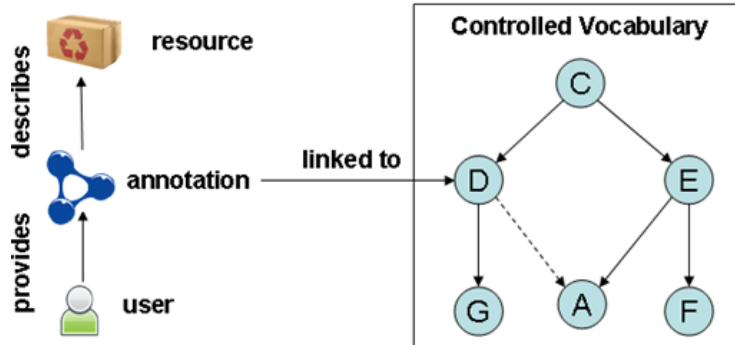 resource
describes
annotation
provides
user
linked to
Controlled Vocabulary
C
D
E
G
A
F